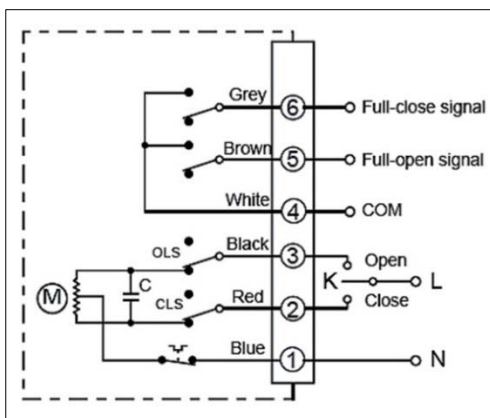 Grey 6 Full-close signal
Brown 5 Full-open signal
White 4 COM
OLS Black 3 Open
M C K L
CLS Red 2 Close
Blue 1 N